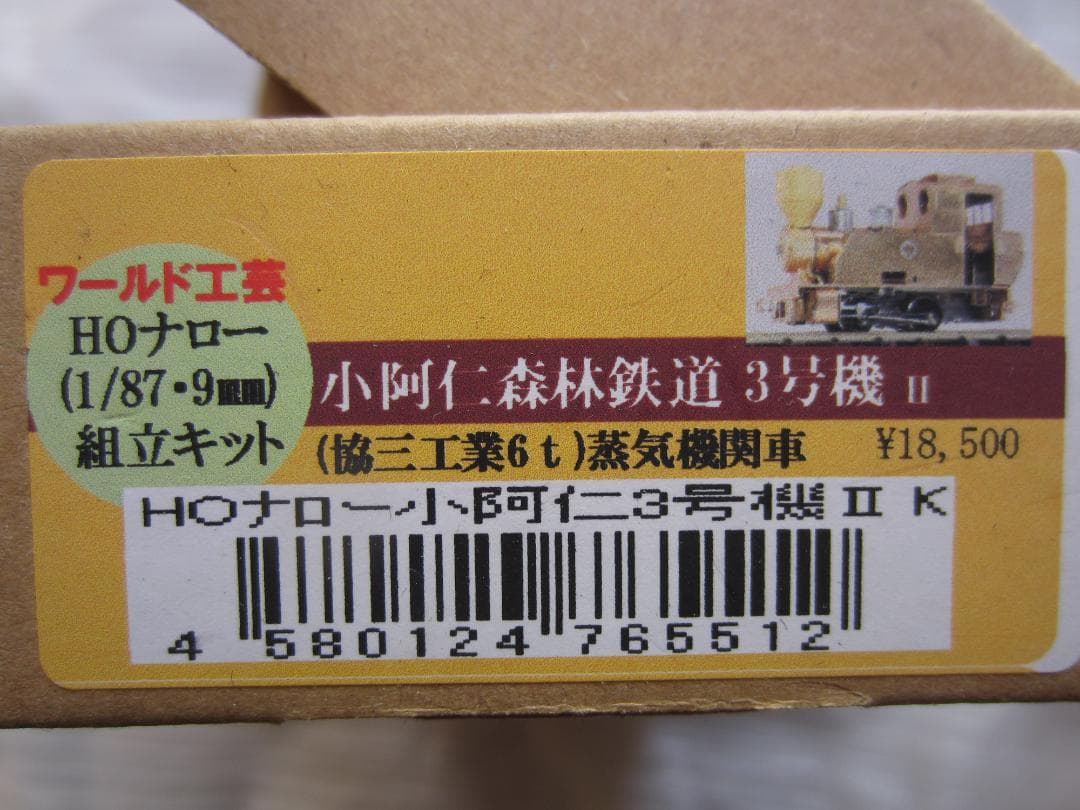 ワールド工芸
HOナロー
(1/87・9㎜)
組立キット
小阿仁森林鉄道 3号機 II
(協三工業6t)蒸気機関車 ¥18,500
HOナロー小阿仁3号機Ⅱ K
4 580124 765512